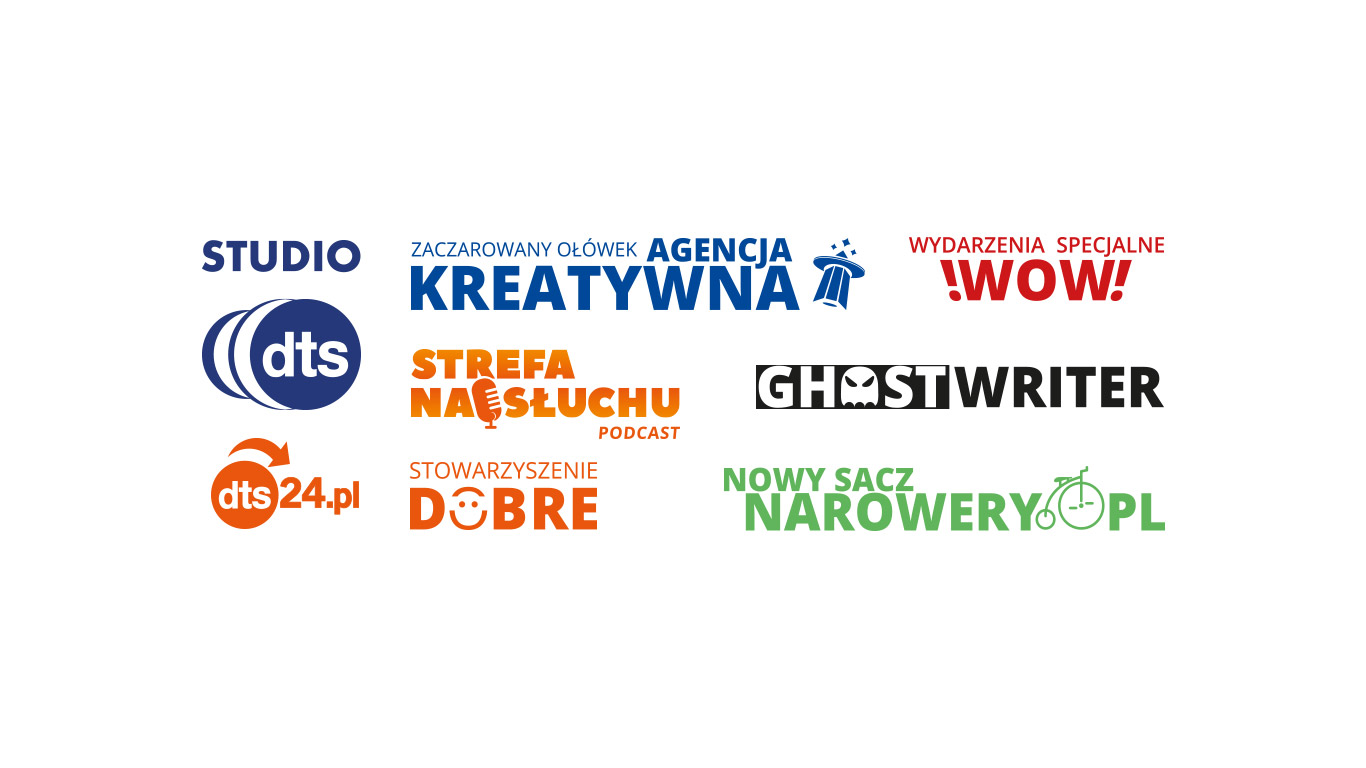 STUDIO
dts
dts24.pl
ZACZAROWANY OŁÓWEK AGENCJA
KREATYWNA
STREFA
NASŁUCHU
PODCAST
STOWARZYSZENIE
DOBRE
WYDARZENIA SPECJALNE
!WOW!
GHOSTWRITER
NOWY SACZ
NAROWERY.PL